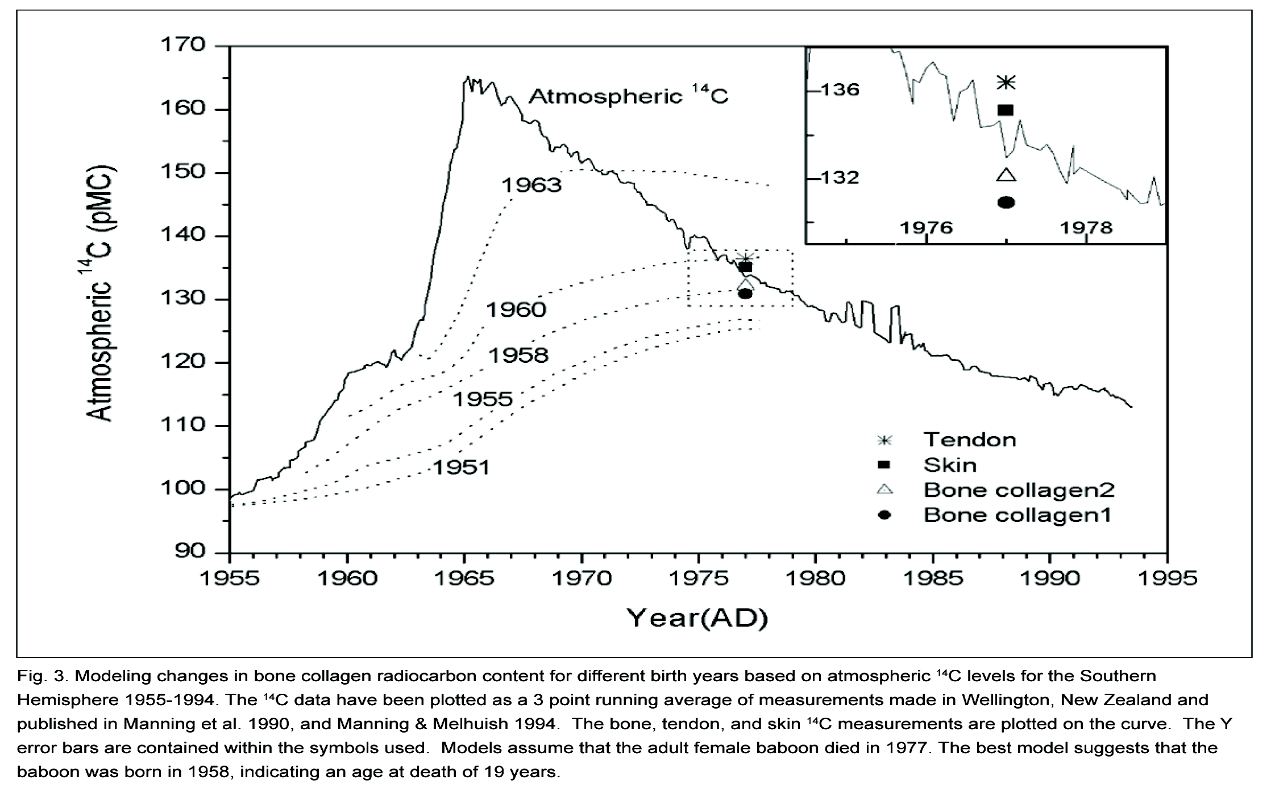 170
160
150
140
130
120
110
100
90
Atmospheric ¹⁴C (pMC)
Atmospheric ¹⁴C
1963
1960
1958
1955
1951
136
132
1976 1978
Tendon
Skin
Bone collagen2
Bone collagen1
1955 1960 1965 1970 1975 1980 1985 1990 1995
Year(AD)
Fig. 3. Modeling changes in bone collagen radiocarbon content for different birth years based on atmospheric ¹⁴C levels for the Southern
Hemisphere 1955-1994. The ¹⁴C data have been plotted as a 3 point running average of measurements made in Wellington, New Zealand and
published in Manning et al. 1990, and Manning & Melhuish 1994. The bone, tendon, and skin ¹⁴C measurements are plotted on the curve. The Y
error bars are contained within the symbols used. Models assume that the adult female baboon died in 1977. The best model suggests that the
baboon was born in 1958, indicating an age at death of 19 years.